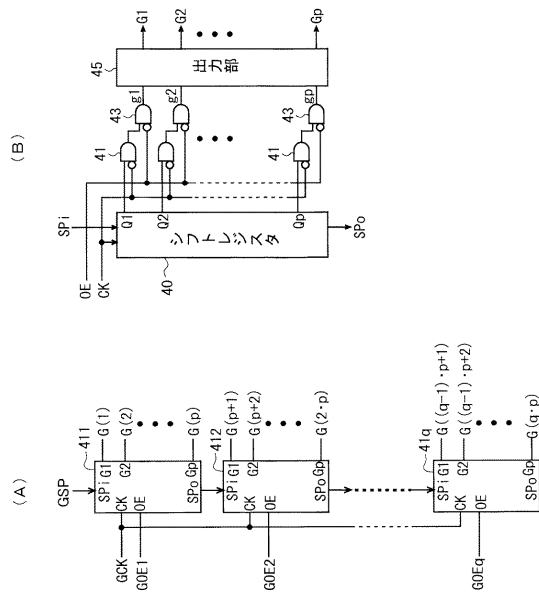 (A)
GSP
411
SPi G1
G(1)
G2
G(2)
GCK
CK
GOE1
OE
SPo Gp
G(p)
412
SPi G1
G(p+1)
G2
G(p+2)
CK
GOE2
OE
SPo Gp
G(2・p)
41q
SPi G1
G((q-1)・p+1)
G2
G((q-1)・p+2)
CK
GOEq
OE
Gp
G(q・p)
(B)
SPi
OE
CK
40
シフトレジスタ
Q1
Q2
Qp
SPo
41
43
g1
g2
41
43
gp
45
出力部
G1
G2
Gp